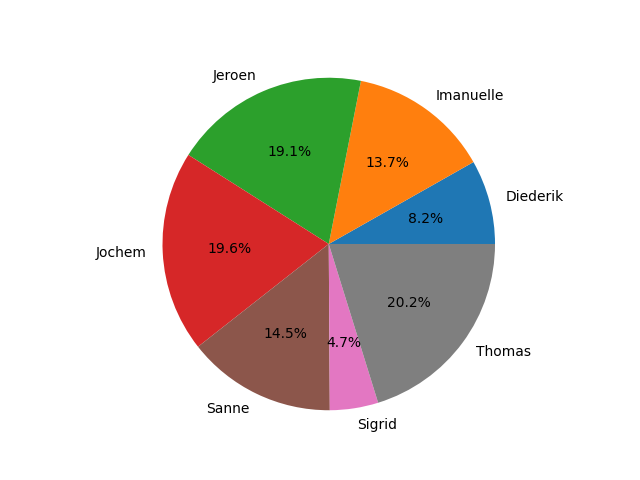 Jeroen
Imanuelle
19.1%
13.7%
Diederik
8.2%
Jochem
19.6%
20.2%
14.5%
4.7%
Thomas
Sanne
Sigrid